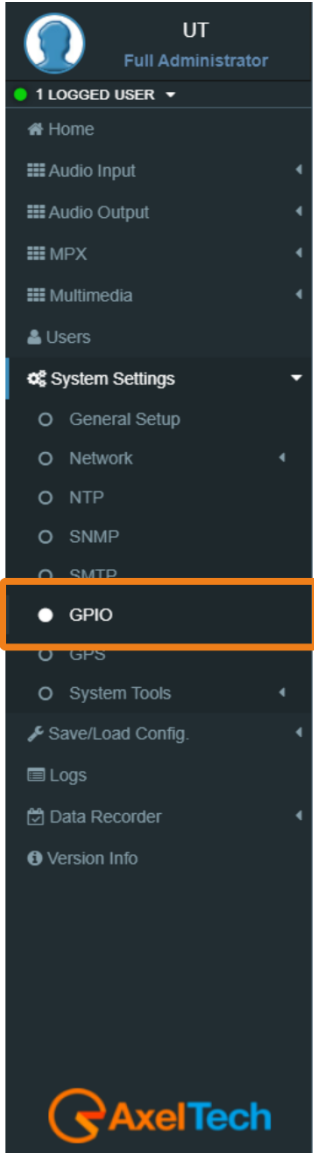 UT
Full Administrator
1 LOGGED USER
Home
Audio Input
Audio Output
MPX
Multimedia
Users
System Settings
General Setup
Network
NTP
SNMP
SMTP
GPIO
GPS
System Tools
Save/Load Config.
Logs
Data Recorder
Version Info
AxelTech